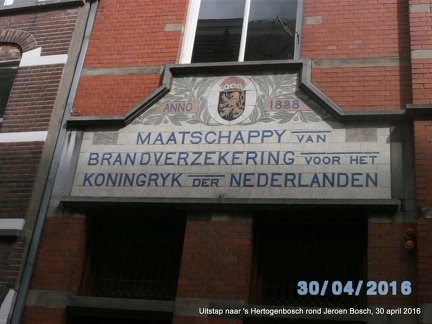 ANNO 1838
MAATSCHAPPY VAN
BRANDVERZEKERING VOOR HET
KONINGRYK DER NEDERLANDEN
30/04/2016
Uitstap naar 's Hertogenbosch rond Jeroen Bosch, 30 april 2016